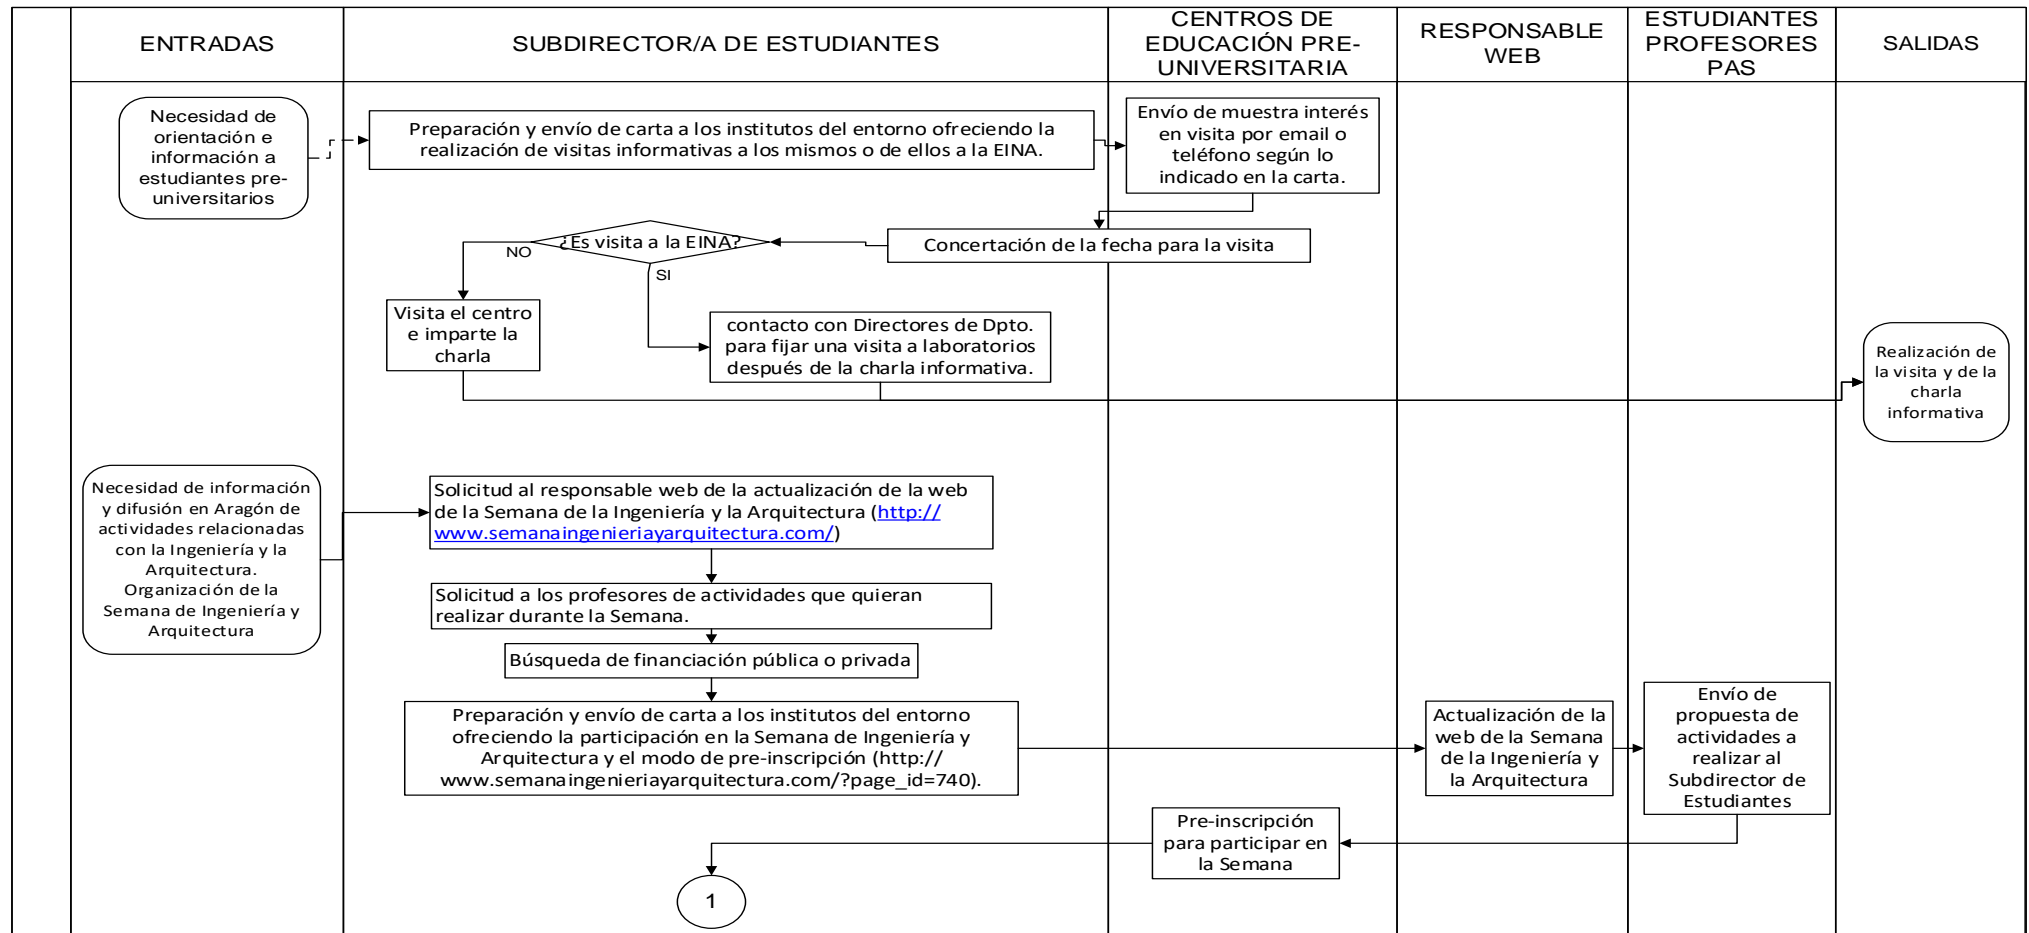 ENTRADAS
SUBDIRECTOR/A DE ESTUDIANTES
CENTROS DE
EDUCACIÓN PRE-
UNIVERSITARIA
RESPONSABLE
WEB
ESTUDIANTES
PROFESORES
PAS
SALIDAS
Necesidad de
orientación e
información a
estudiantes pre-
universitarios
Preparación y envío de carta a los institutos del entorno ofreciendo la
realización de visitas informativas a los mismos o de ellos a la EINA.
Envío de muestra interés
en visita por email o
teléfono según lo
indicado en la carta.
Concertación de la fecha para la visita
¿Es visita a la EINA?
NO
SI
Visita el centro
e imparte la
charla
contacto con Directores de Dpto.
para fijar una visita a laboratorios
después de la charla informativa.
Realización de
la visita y de la
charla
informativa
Necesidad de información
y difusión en Aragón de
actividades relacionadas
con la Ingeniería y la
Arquitectura.
Organización de la
Semana de Ingeniería y
Arquitectura
Solicitud al responsable web de la actualización de la web
de la Semana de la Ingeniería y la Arquitectura (http://
www.semanaingenieriayarquitectura.com/)
Solicitud a los profesores de actividades que quieran
realizar durante la Semana.
Búsqueda de financiación pública o privada
Preparación y envío de carta a los institutos del entorno
ofreciendo la participación en la Semana de Ingeniería y
Arquitectura y el modo de pre-inscripción (http://
www.semanaingenieriayarquitectura.com/?page_id=740).
Actualización de la
web de la Semana
de la Ingeniería y
la Arquitectura
Envío de
propuesta de
actividades a
realizar al
Subdirector de
Estudiantes
Pre-inscripción
para participar en
la Semana
1